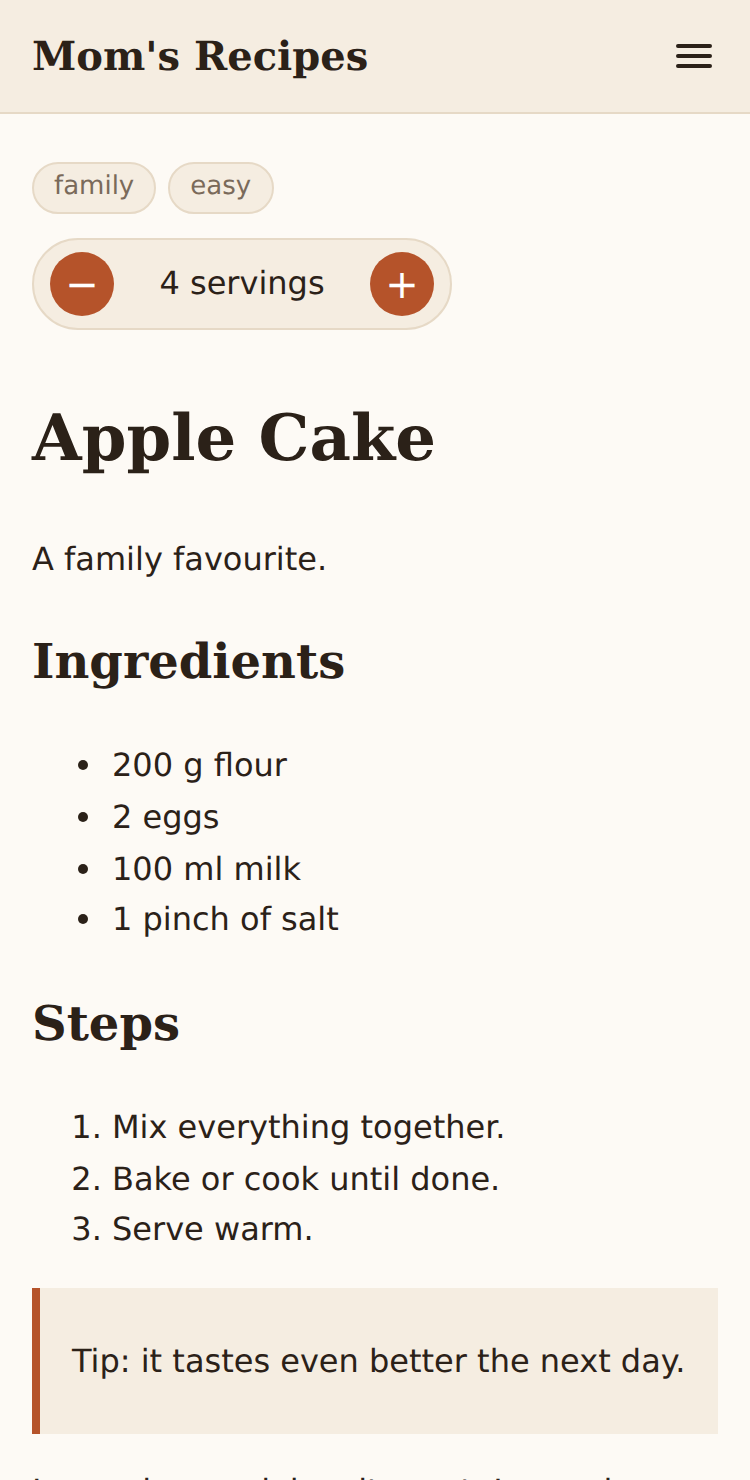 Mom's Recipes
family easy
− 4 servings +
Apple Cake
A family favourite.
Ingredients
• 200 g flour
• 2 eggs
• 100 ml milk
• 1 pinch of salt
Steps
1. Mix everything together.
2. Bake or cook until done.
3. Serve warm.
Tip: it tastes even better the next day.